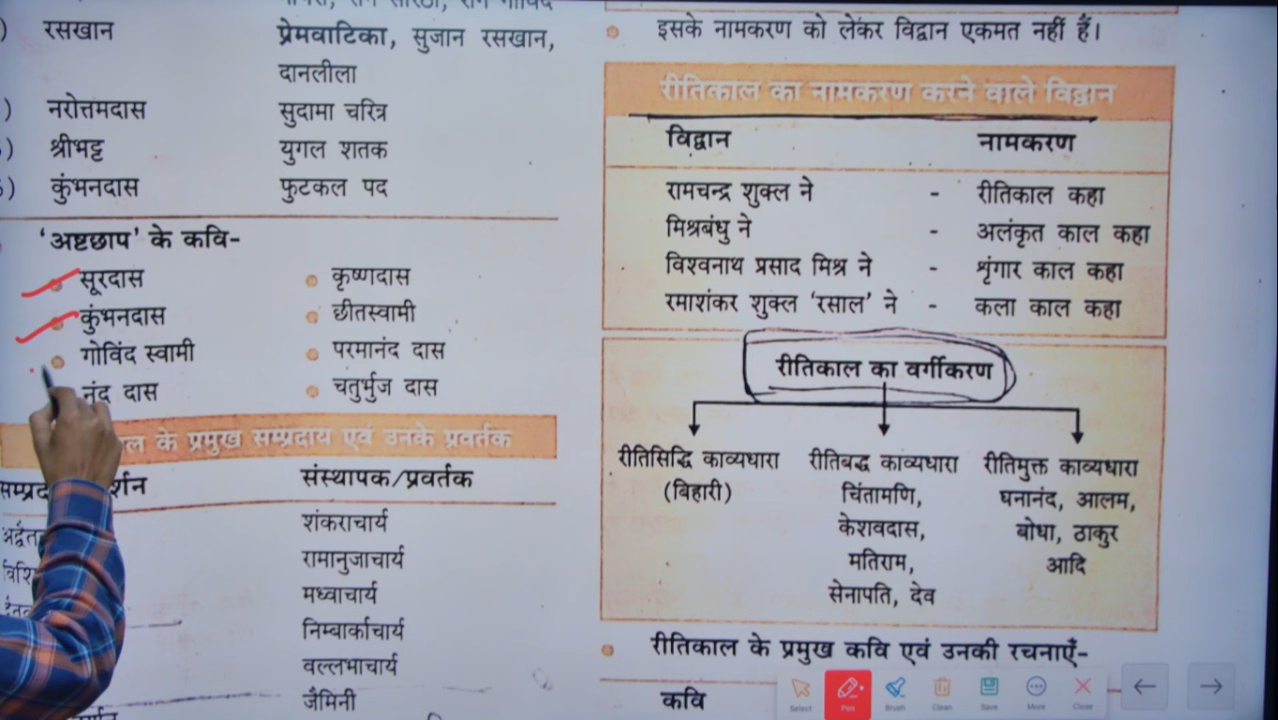 ) रसखान प्रेमवाटिका, सुजान रसखान,
दानलीला
) नरोत्तमदास सुदामा चरित्र
) श्रीभट्ट युगल शतक
) कुंभनदास फुटकल पद
'अष्टछाप' के कवि-
सूरदास
कृष्णदास
कुंभनदास
छीतस्वामी
गोविंद स्वामी
परमानंद दास
नंद दास
चतुर्भुज दास
के प्रमुख सम्प्रदाय एवं उनके प्रवर्तक
संस्थापक/प्रवर्तक
शंकराचार्य
रामानुजाचार्य
मध्वाचार्य
निम्बार्काचार्य
वल्लभाचार्य
जैमिनी
इसके नामकरण को लेंकर विद्वान एकमत नहीं हैं।
रीतिकाल का नामकरण करने वाले विद्वान
विद्वान नामकरण
रामचन्द्र शुक्ल ने - रीतिकाल कहा
मिश्रबंधु ने - अलंकृत काल कहा
विश्वनाथ प्रसाद मिश्र ने - शृंगार काल कहा
रमाशंकर शुक्ल 'रसाल' ने - कला काल कहा
रीतिकाल का वर्गीकरण
रीतिसिद्धि काव्यधारा
(बिहारी)
रीतिबद्ध काव्यधारा
चिंतामणि,
केशवदास,
मतिराम,
सेनापति, देव
रीतिमुक्त काव्यधारा
घनानंद, आलम,
बोधा, ठाकुर
आदि
रीतिकाल के प्रमुख कवि एवं उनकी रचनाएँ-
कवि
Select Pen Brush Clean Save More Close